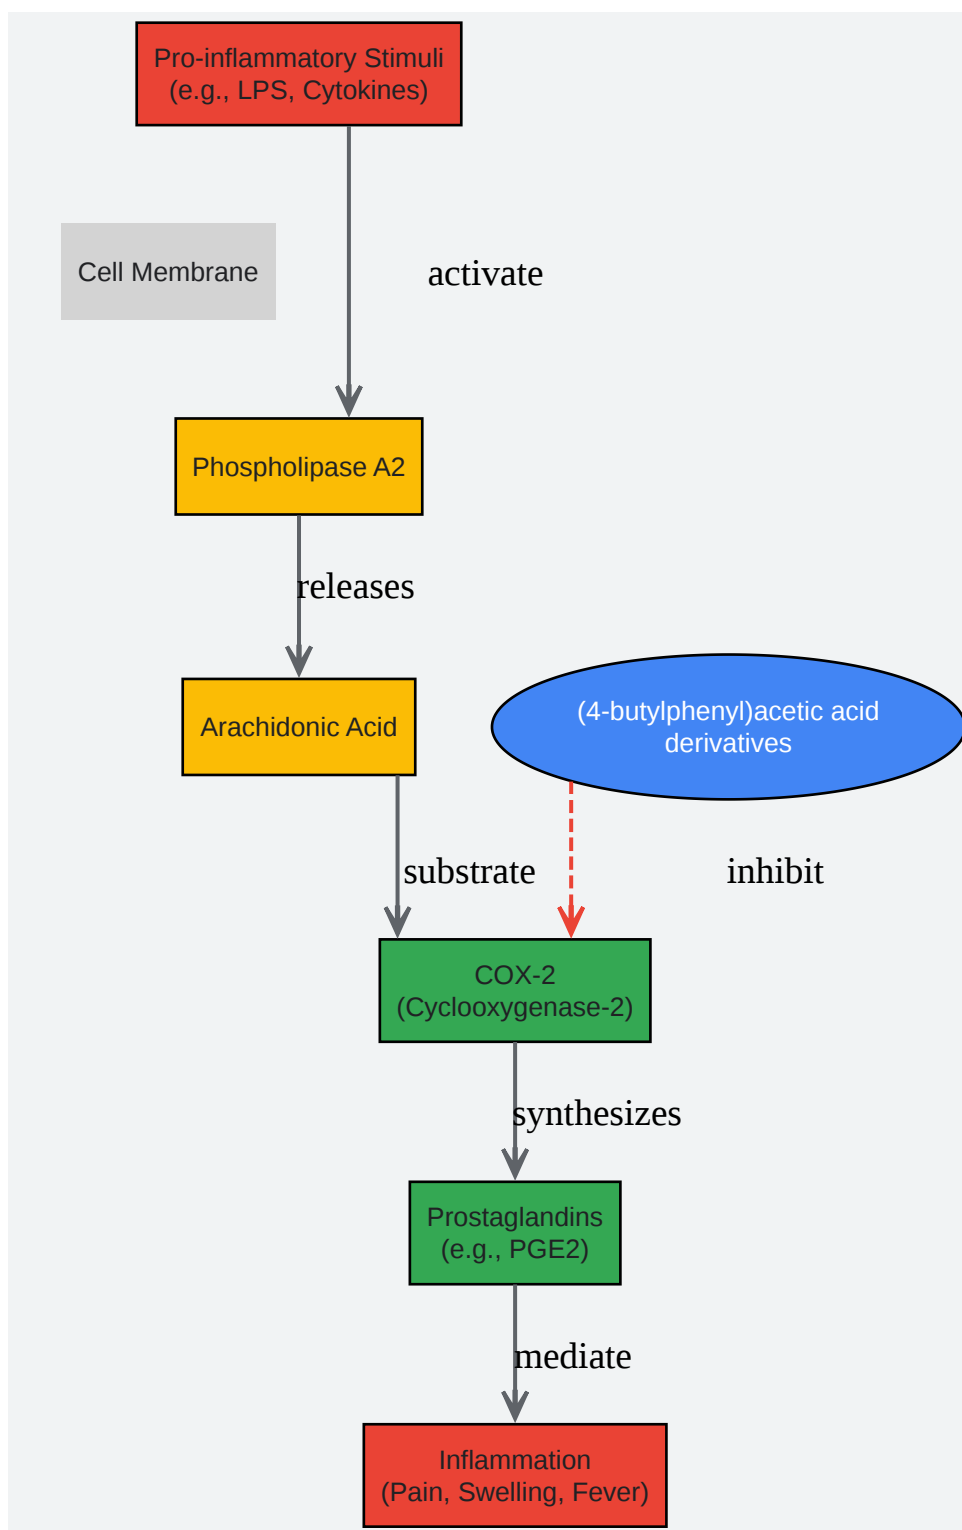 Pro-inflammatory Stimuli
(e.g., LPS, Cytokines)
Cell Membrane
activate
Phospholipase A2
releases
Arachidonic Acid
(4-butylphenyl)acetic acid
derivatives
substrate
inhibit
COX-2
(Cyclooxygenase-2)
synthesizes
Prostaglandins
(e.g., PGE2)
mediate
Inflammation
(Pain, Swelling, Fever)